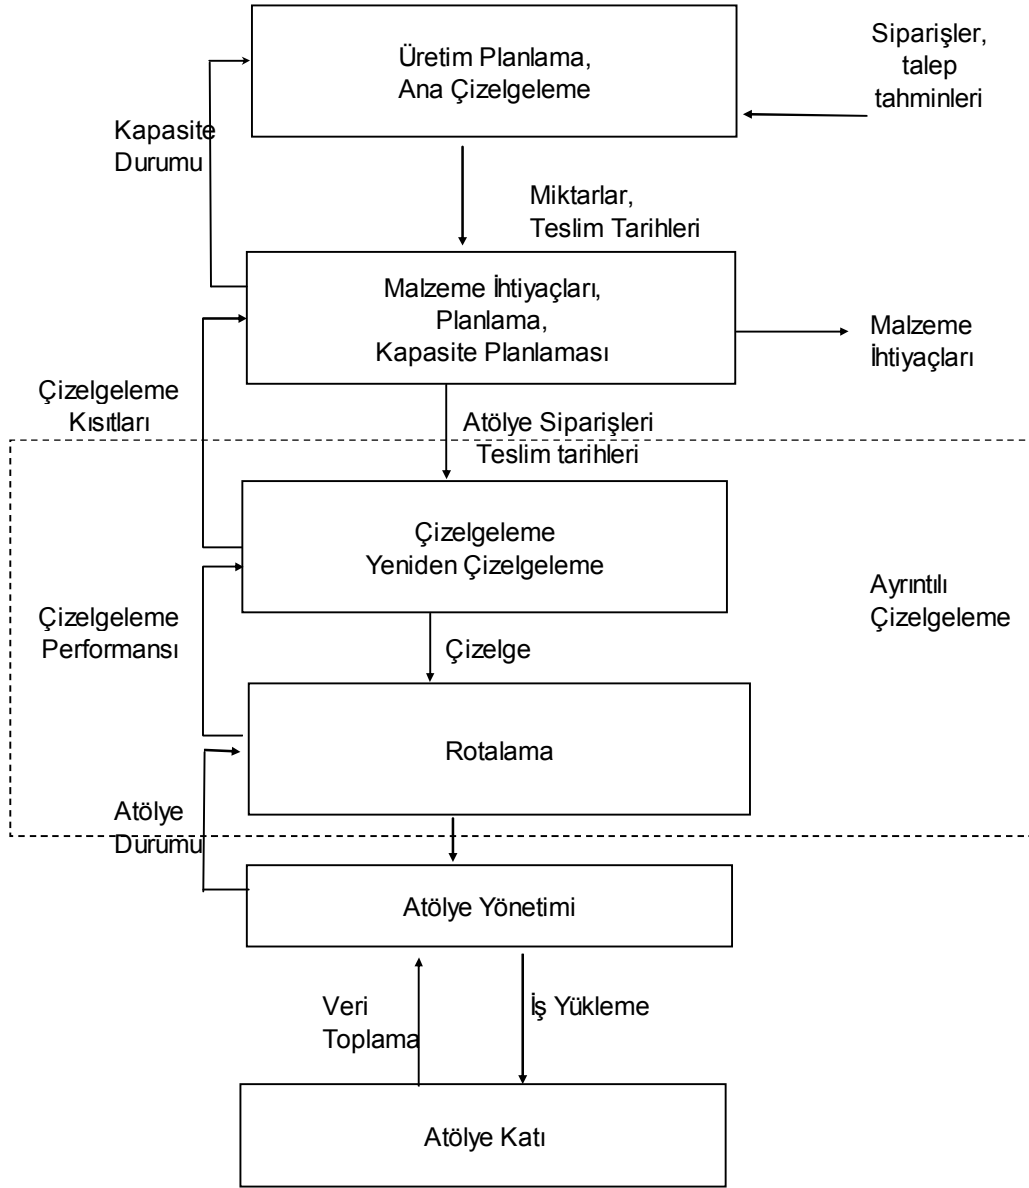 Siparişler,
talep
tahminleri
Üretim Planlama,
Ana Çizelgeleme
Kapasite
Durumu
Miktarlar,
Teslim Tarihleri
Malzeme İhtiyaçları,
Planlama,
Kapasite Planlaması
Malzeme
İhtiyaçları
Çizelgeleme
Kısıtları
Atölye Siparişleri
Teslim tarihleri
Çizelgeleme
Yeniden Çizelgeleme
Ayrıntılı
Çizelgeleme
Çizelgeleme
Performansı
Çizelge
Rotalama
Atölye
Durumu
Atölye Yönetimi
Veri
Toplama
İş Yükleme
Atölye Katı